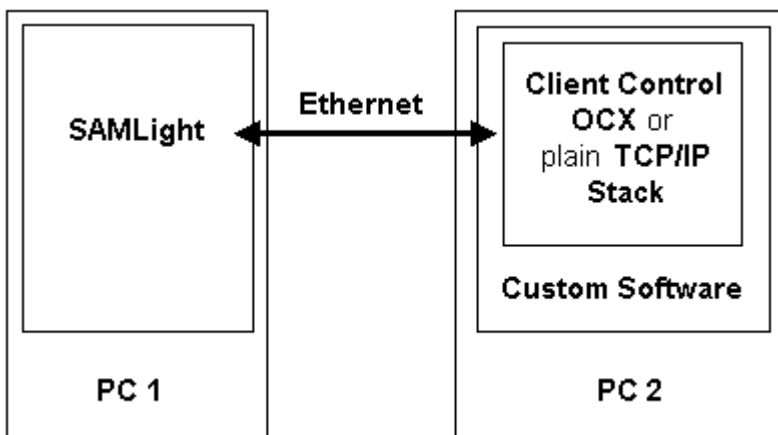 SAMLight
Ethernet
Client Control
OCX or
plain TCP/IP
Stack
Custom Software
PC 1
PC 2